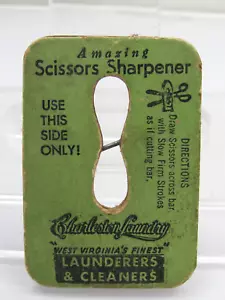 Amazing
Scissors Sharpener
USE
THIS
SIDE
ONLY!
DIRECTIONS
Draw Scissors across bar.
with Slow Firm Strokes
as if cutting bar.
Charleston Laundry
"WEST VIRGINIA'S FINEST"
LAUNDERERS
& CLEANERS